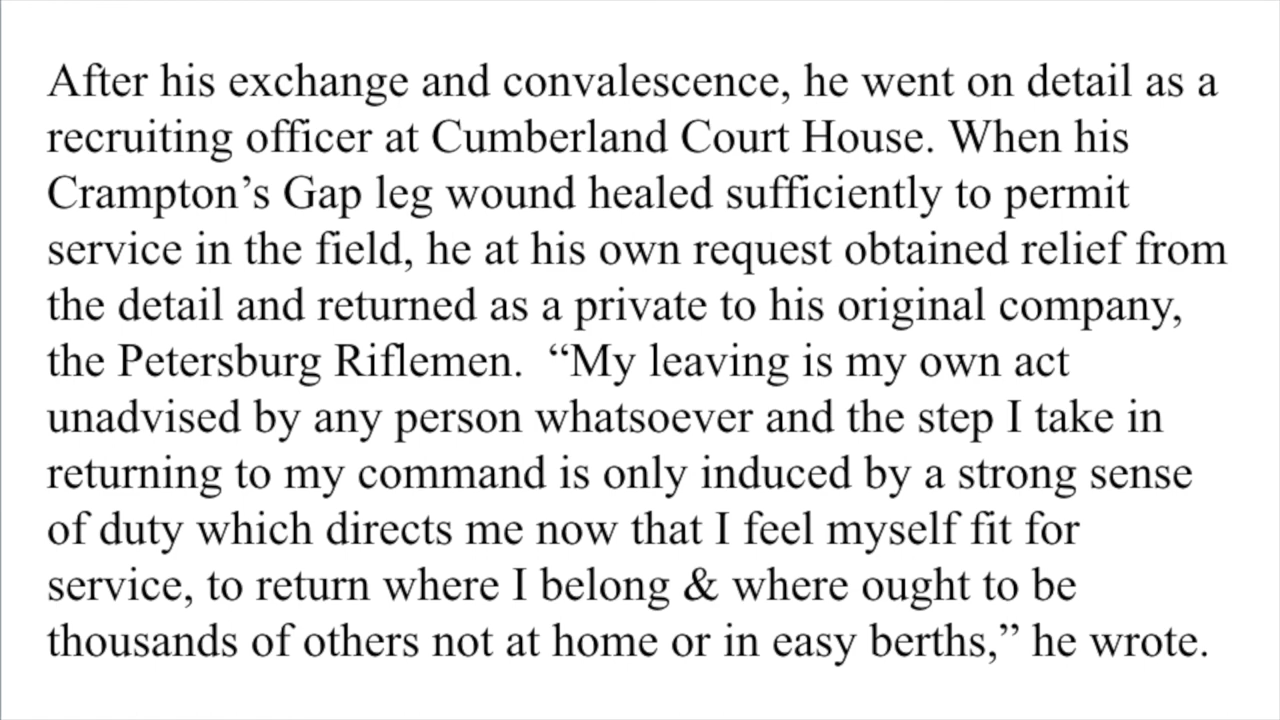 After his exchange and convalescence, he went on detail as a
recruiting officer at Cumberland Court House. When his
Crampton’s Gap leg wound healed sufficiently to permit
service in the field, he at his own request obtained relief from
the detail and returned as a private to his original company,
the Petersburg Riflemen.  “My leaving is my own act
unadvised by any person whatsoever and the step I take in
returning to my command is only induced by a strong sense
of duty which directs me now that I feel myself fit for
service, to return where I belong & where ought to be
thousands of others not at home or in easy berths,” he wrote.